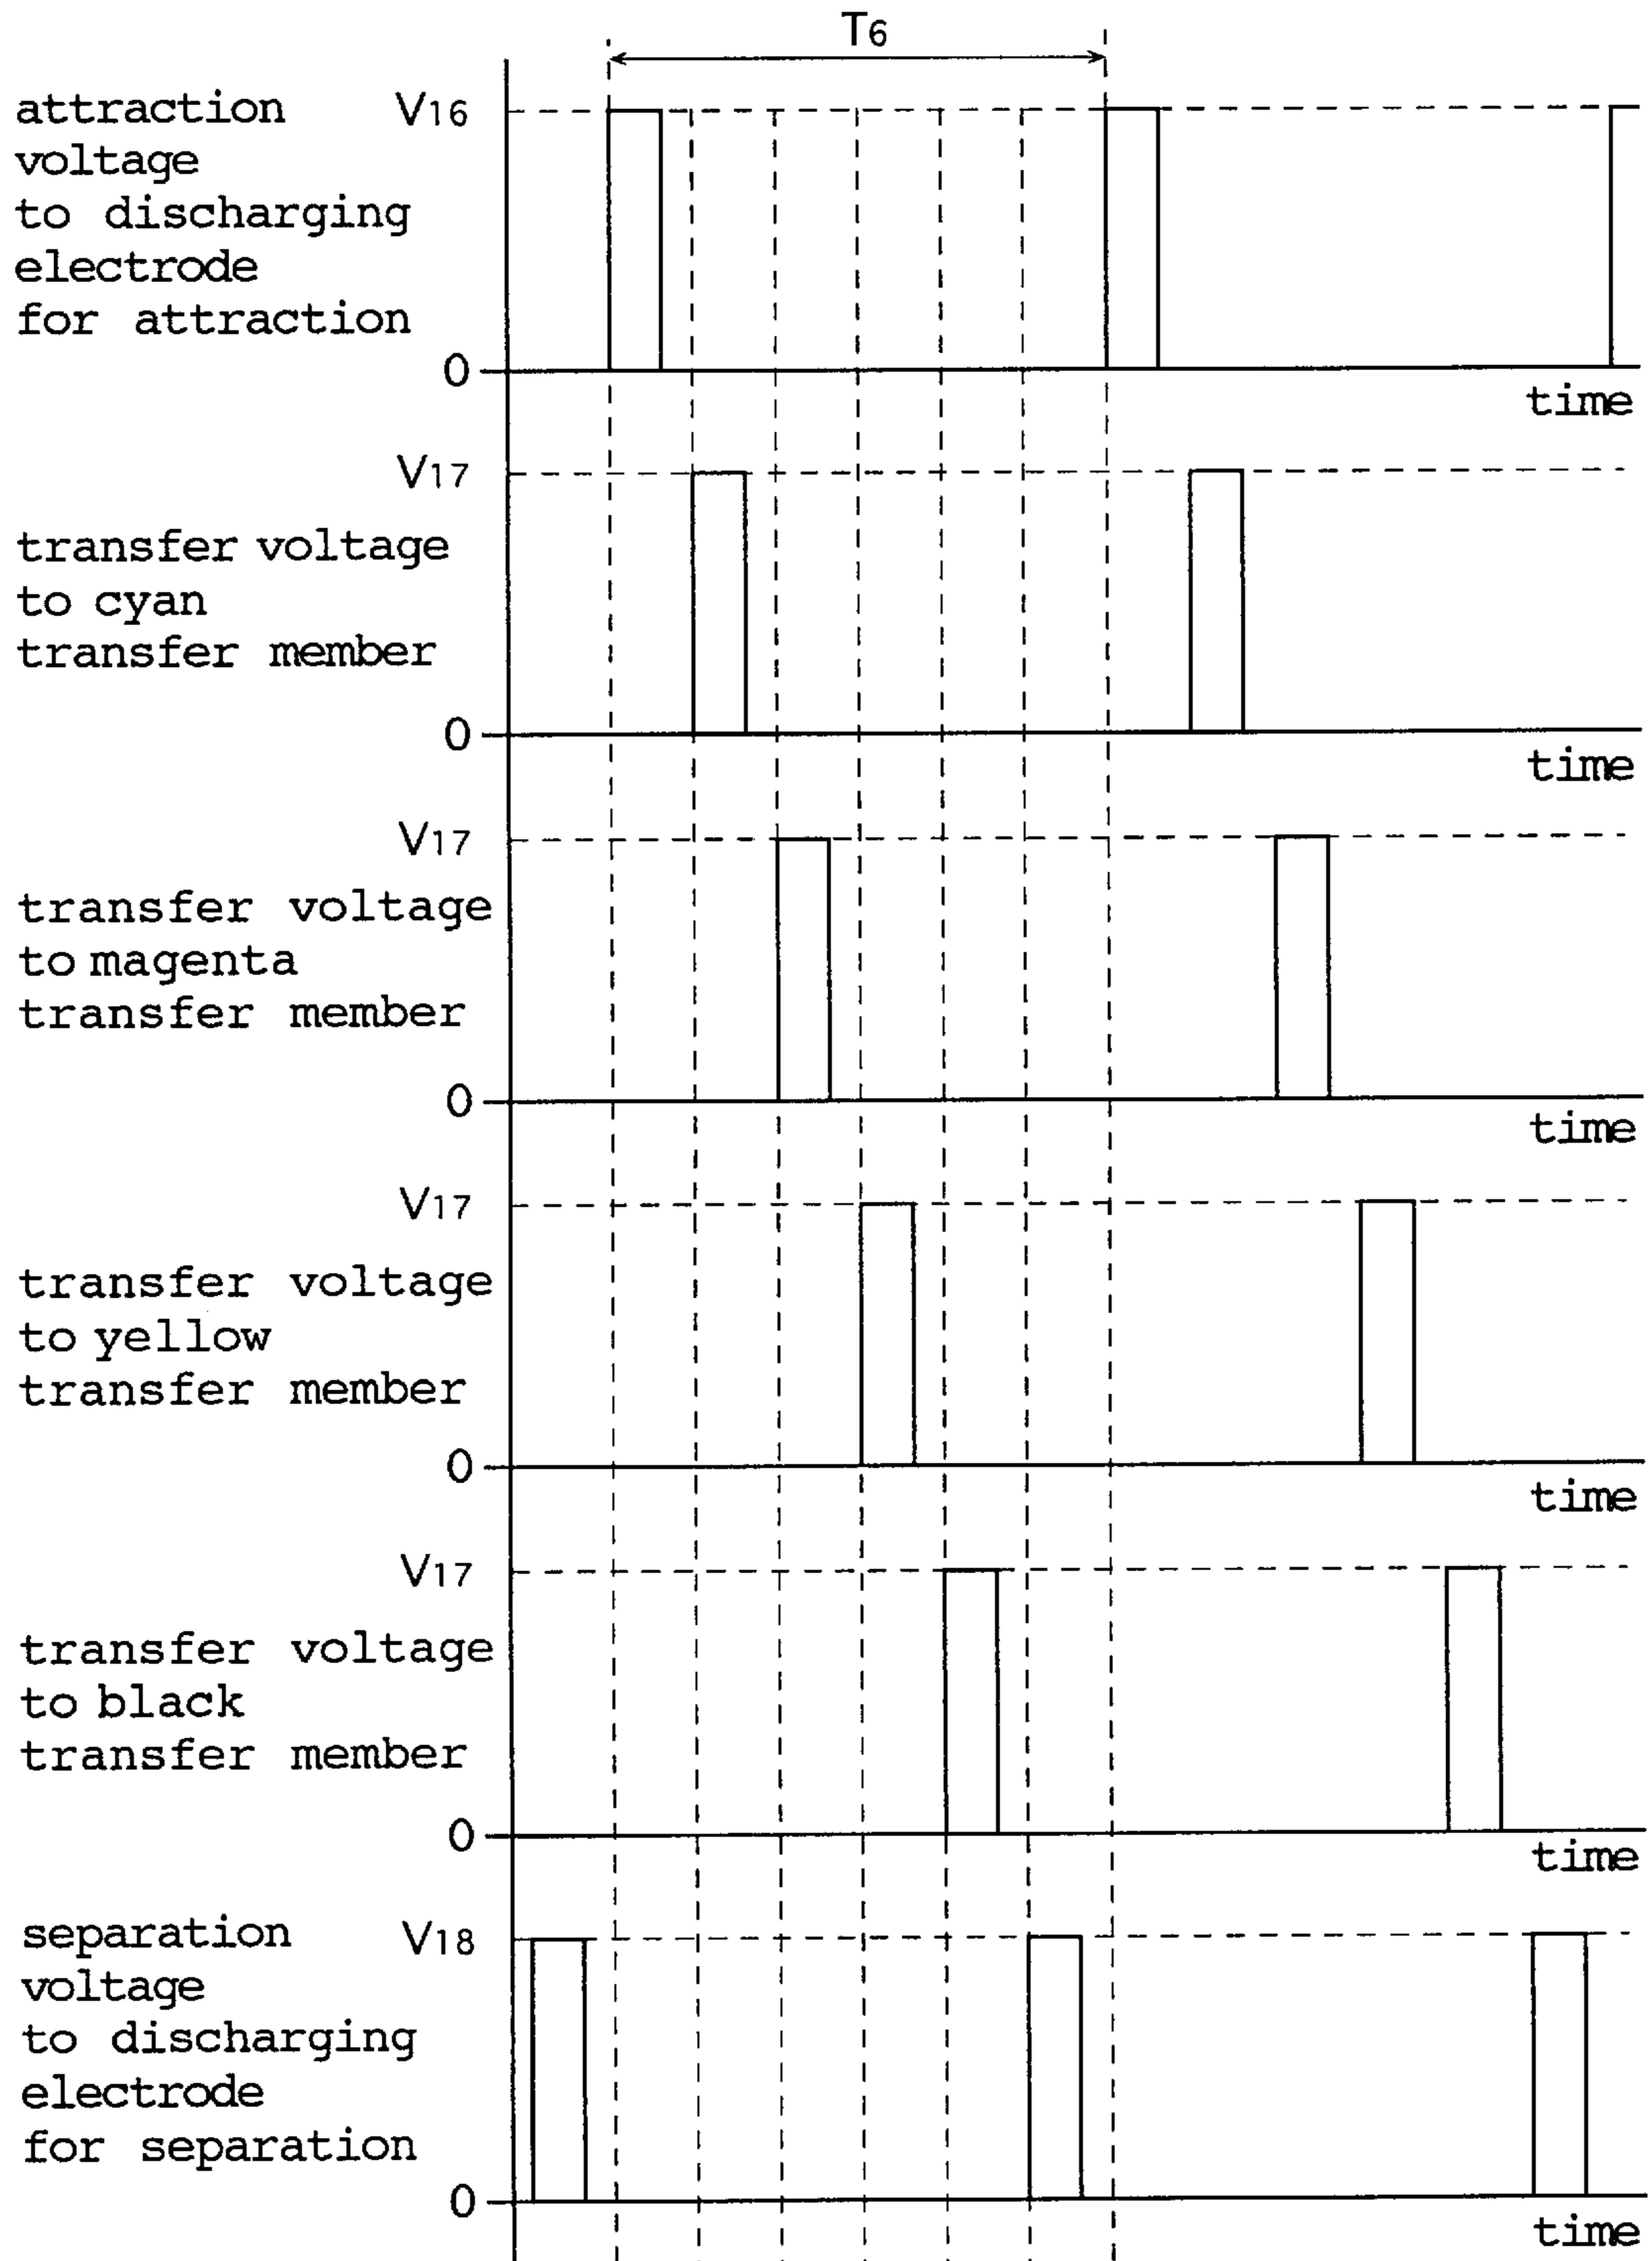 T6
attraction V16
voltage
to discharging
electrode
for attraction
0
time
V17
transfer voltage
to cyan
transfer member
0
time
V17
transfer voltage
to magenta
transfer member
0
time
V17
transfer voltage
to yellow
transfer member
0
time
V17
transfer voltage
to black
transfer member
0
time
separation V18
voltage
to discharging
electrode
for separation
0
time